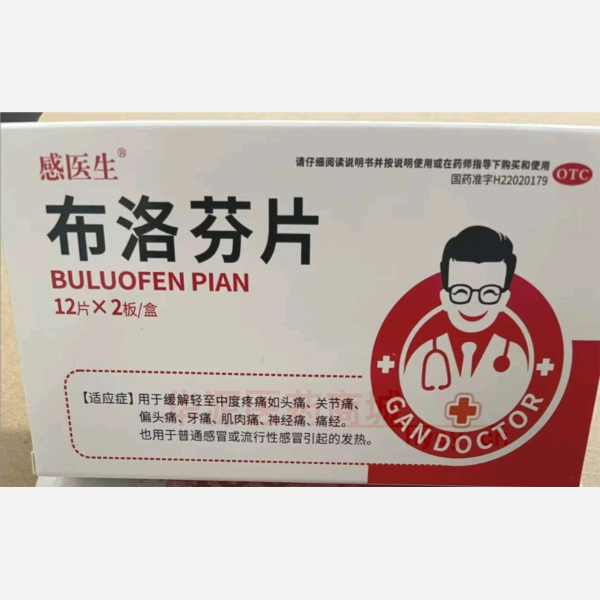 感医生®
请仔细阅读说明书并按说明使用或在药师指导下购买和使用
国药准字H22020179
OTC
布洛芬片
BULUOFEN PIAN
12片×2板/盒
【适应症】用于缓解轻至中度疼痛如头痛、关节痛、
偏头痛、牙痛、肌肉痛、神经痛、痛经。
也用于普通感冒或流行性感冒引起的发热。
GANDOCTOR